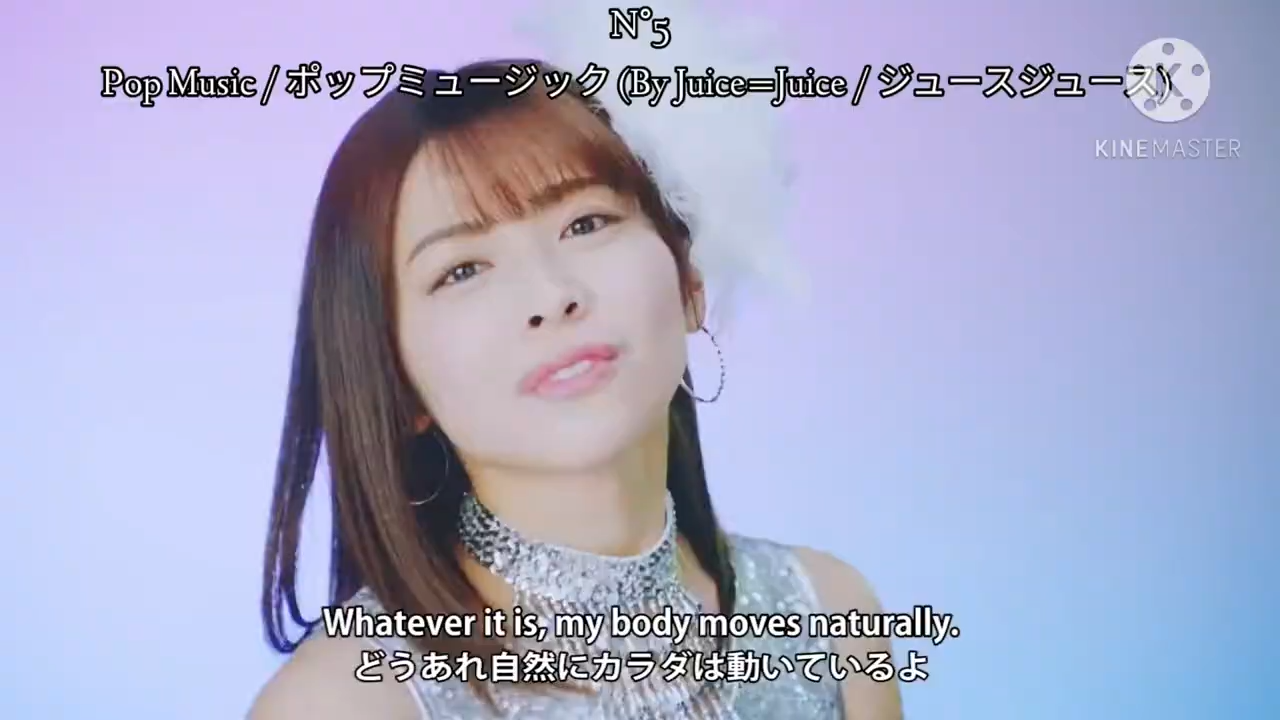 N°5
Pop Music / ポップミュージック (By Juice=Juice / ジュースジュース)
KINEMASTER
Whatever it is, my body moves naturally.
どうあれ自然にカラダは動いているよ